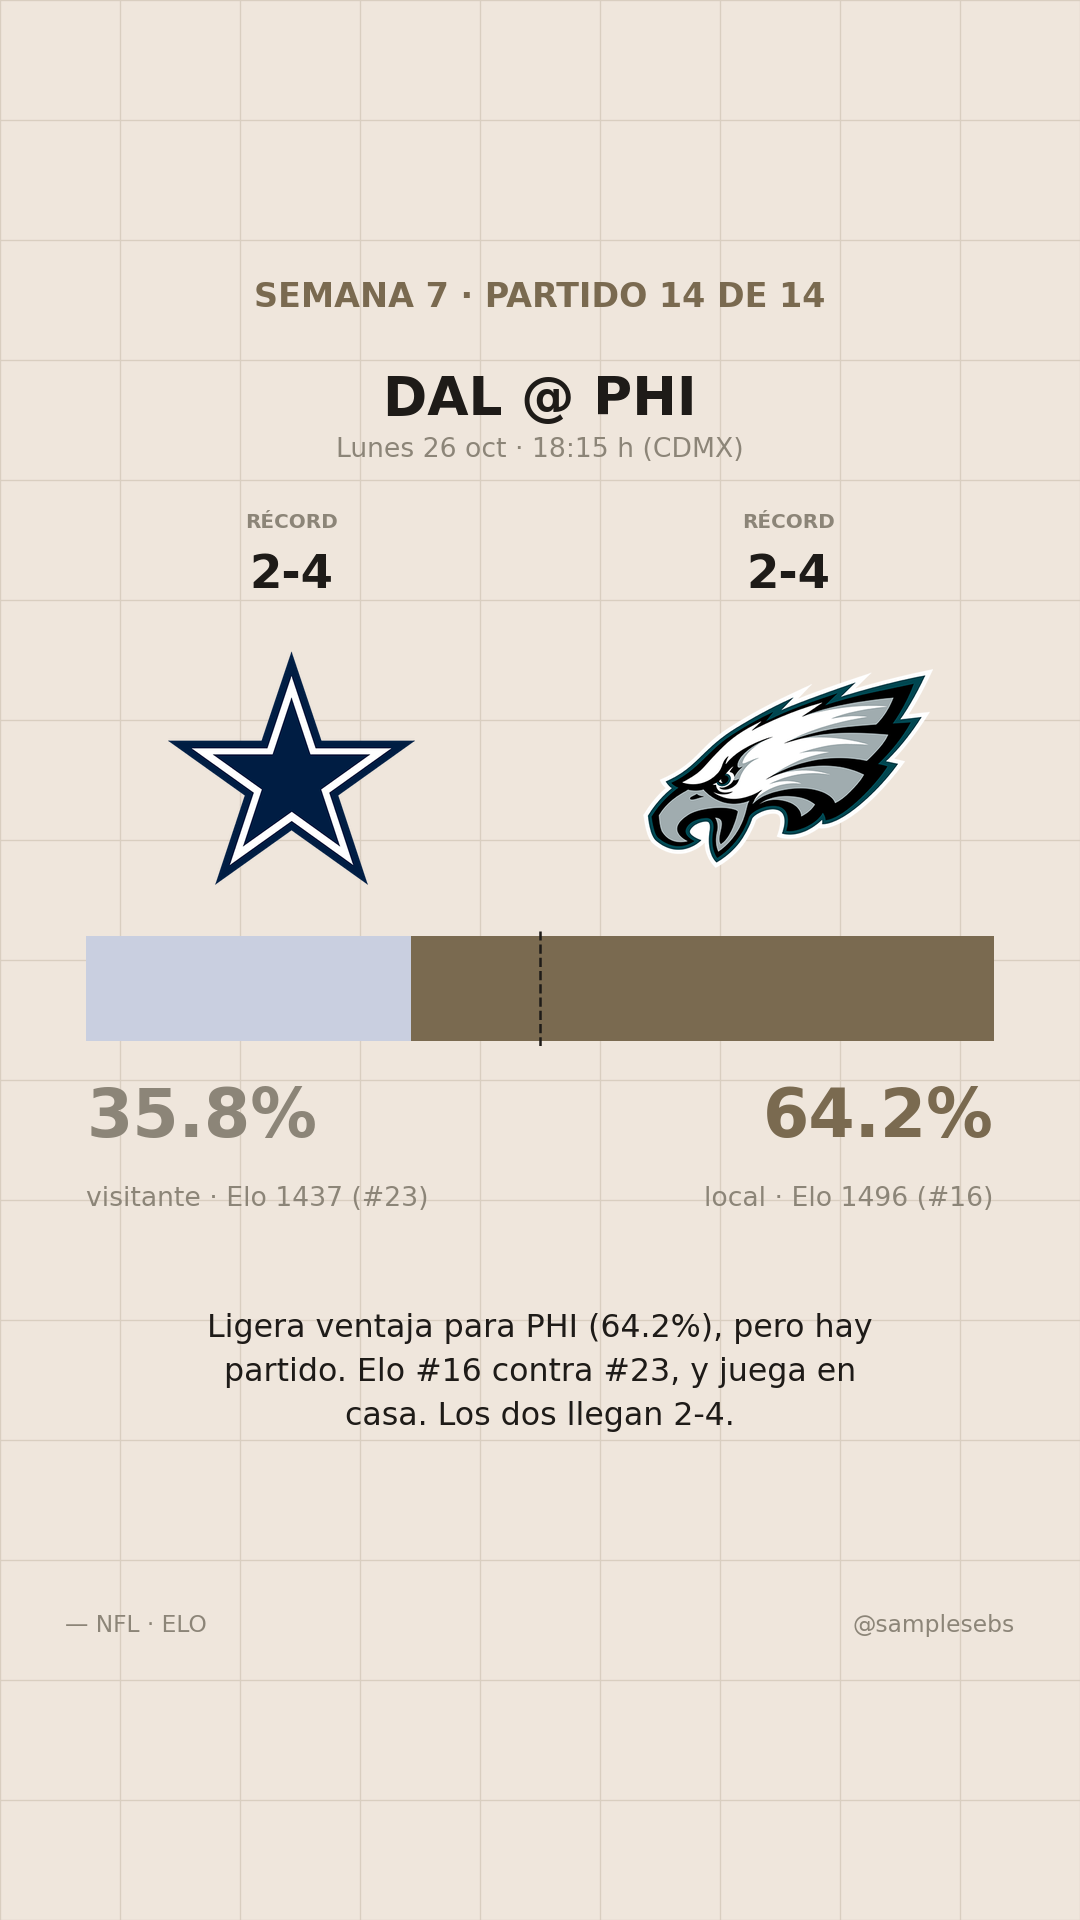 SEMANA 7 · PARTIDO 14 DE 14
DAL @ PHI
Lunes 26 oct · 18:15 h (CDMX)
RÉCORD
2-4
RÉCORD
2-4
35.8%
64.2%
visitante · Elo 1437 (#23)
local · Elo 1496 (#16)
Ligera ventaja para PHI (64.2%), pero hay
partido. Elo #16 contra #23, y juega en
casa. Los dos llegan 2-4.
— NFL · ELO
@samplesebs